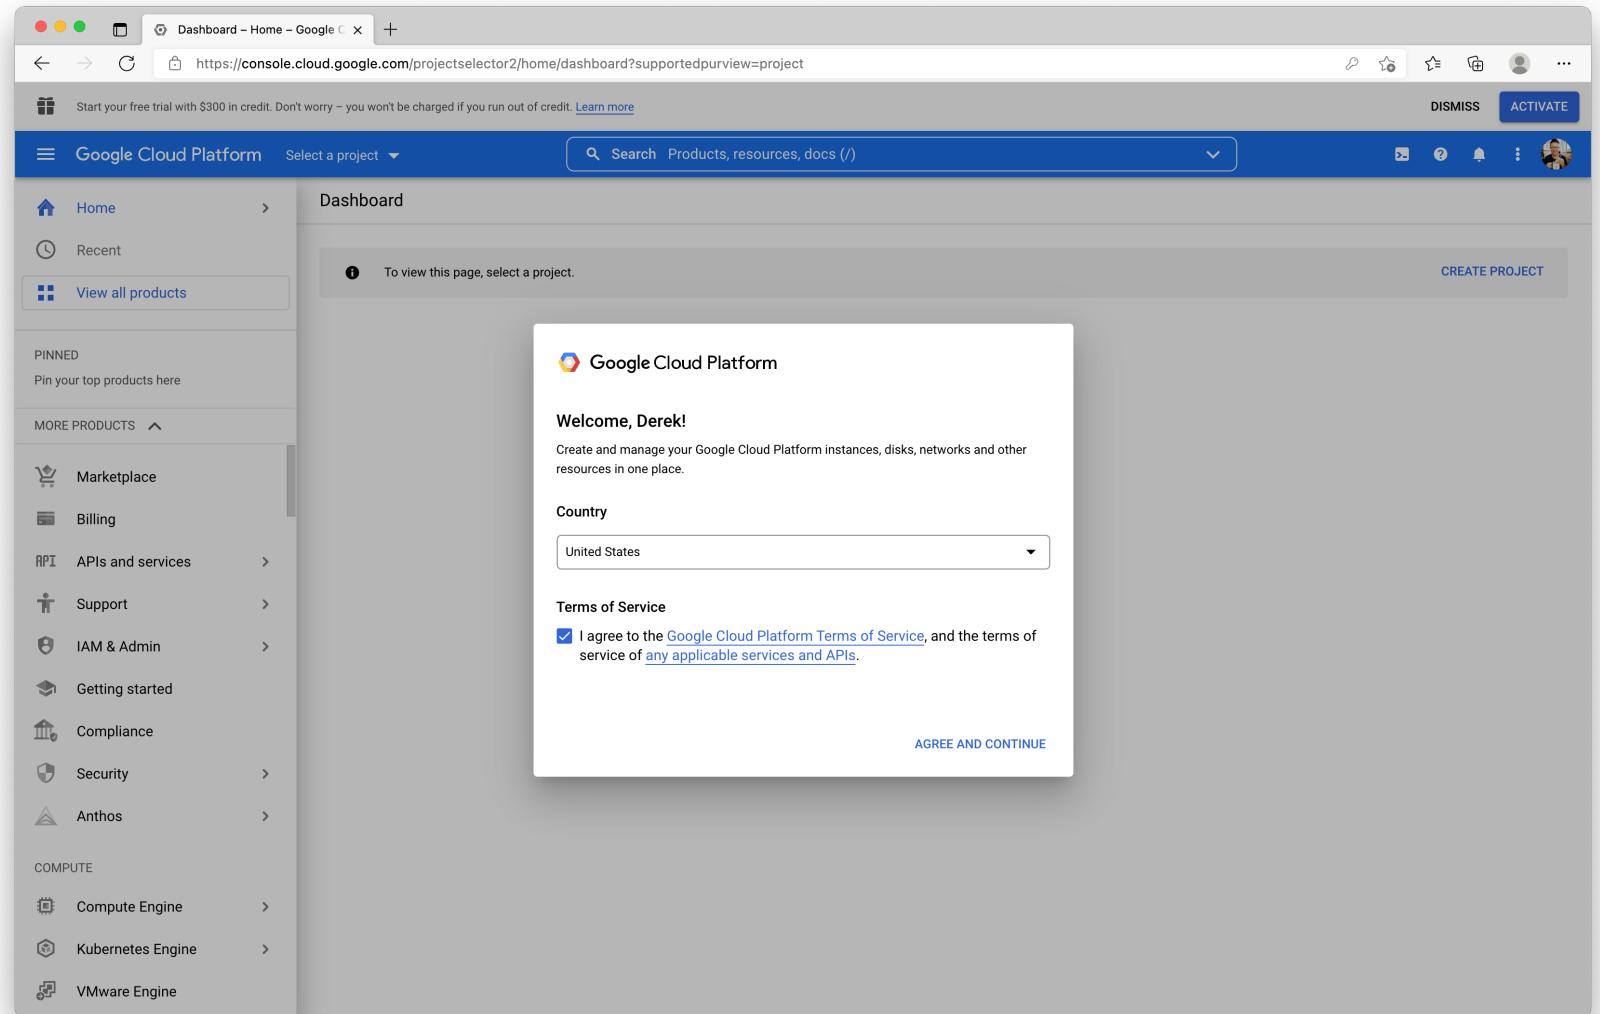 Dashboard – Home – Google C
https://console.cloud.google.com/projectselector2/home/dashboard?supportedpurview=project
Start your free trial with $300 in credit. Don't worry – you won't be charged if you run out of credit. Learn more
DISMISS
ACTIVATE
Google Cloud Platform
Select a project
Search Products, resources, docs (/)
Home
Recent
View all products
PINNED
Pin your top products here
MORE PRODUCTS
Marketplace
Billing
API APIs and services
Support
IAM & Admin
Getting started
Compliance
Security
Anthos
COMPUTE
Compute Engine
Kubernetes Engine
VMware Engine
Dashboard
To view this page, select a project.
CREATE PROJECT
Google Cloud Platform
Welcome, Derek!
Create and manage your Google Cloud Platform instances, disks, networks and other
resources in one place.
Country
United States
Terms of Service
I agree to the Google Cloud Platform Terms of Service, and the terms of
service of any applicable services and APIs.
AGREE AND CONTINUE